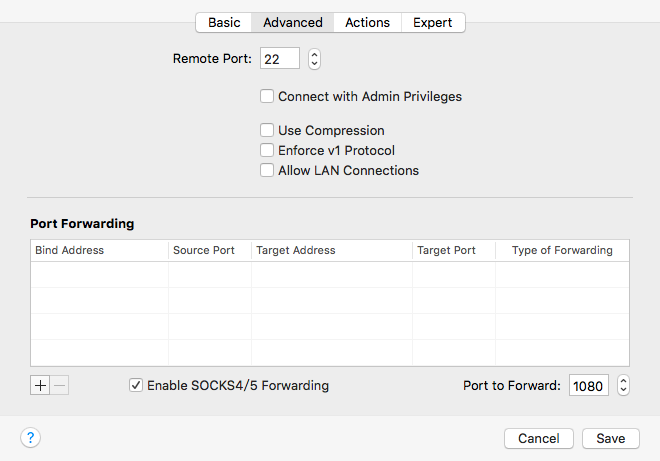 Basic Advanced Actions Expert
Remote Port: 22
Connect with Admin Privileges
Use Compression
Enforce v1 Protocol
Allow LAN Connections
Port Forwarding
Bind Address Source Port Target Address Target Port Type of Forwarding
+ − Enable SOCKS4/5 Forwarding Port to Forward: 1080
? Cancel Save